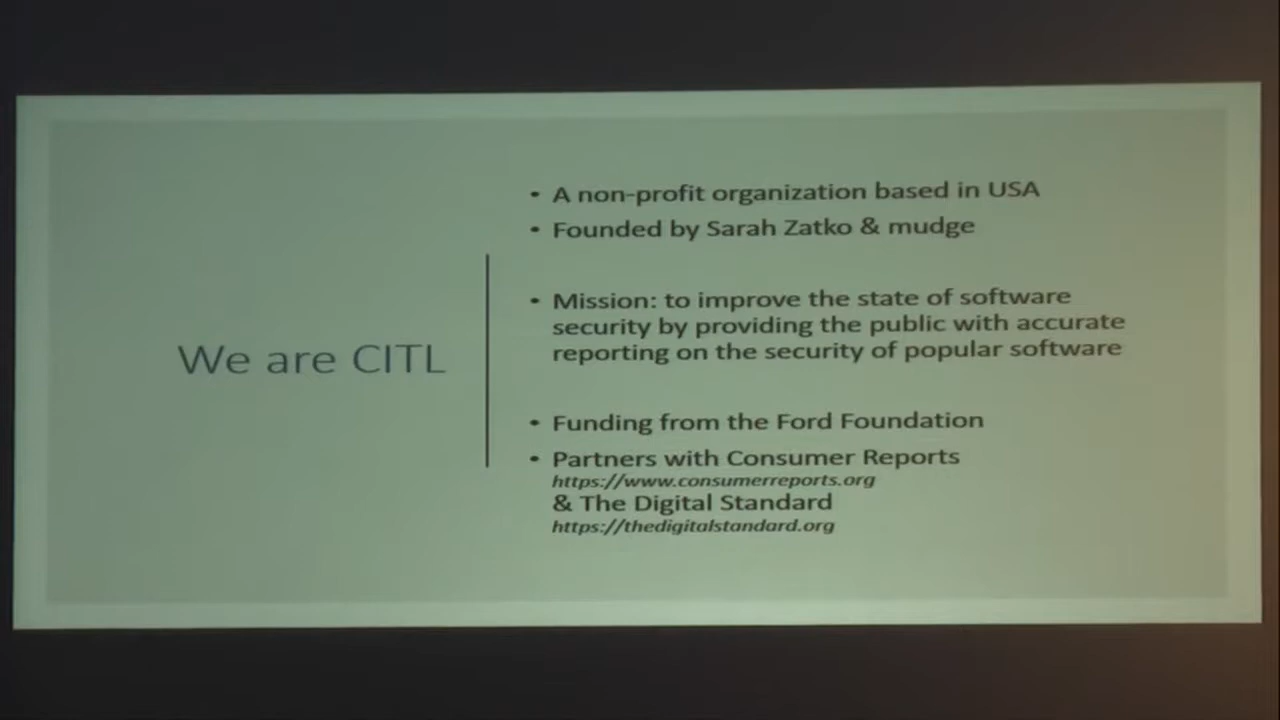 We are CITL
• A non-profit organization based in USA
• Founded by Sarah Zatko & mudge
• Mission: to improve the state of software
security by providing the public with accurate
reporting on the security of popular software
• Funding from the Ford Foundation
• Partners with Consumer Reports
https://www.consumerreports.org
& The Digital Standard
https://thedigitalstandard.org